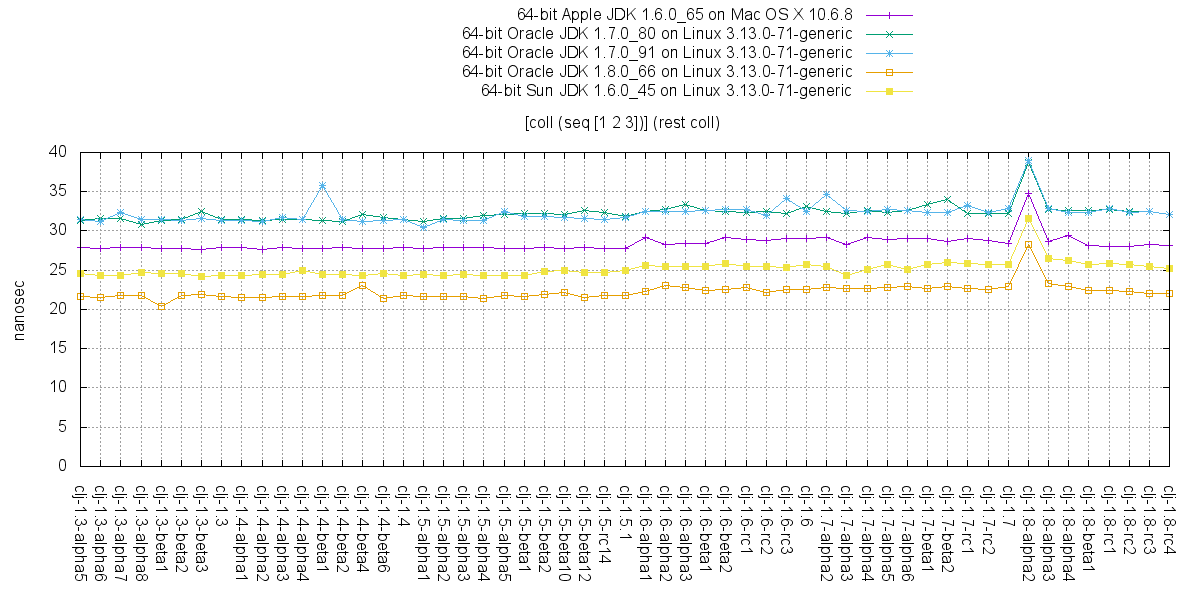 64-bit Apple JDK 1.6.0_65 on Mac OS X 10.6.8
64-bit Oracle JDK 1.7.0_80 on Linux 3.13.0-71-generic
64-bit Oracle JDK 1.7.0_91 on Linux 3.13.0-71-generic
64-bit Oracle JDK 1.8.0_66 on Linux 3.13.0-71-generic
64-bit Sun JDK 1.6.0_45 on Linux 3.13.0-71-generic
[coll (seq [1 2 3])] (rest coll)
40
35
30
25
20
15
10
5
0
nanosec
clj-1.3-alpha5
clj-1.3-alpha6
clj-1.3-alpha7
clj-1.3-alpha8
clj-1.3-beta1
clj-1.3-beta2
clj-1.3-beta3
clj-1.3
clj-1.4-alpha1
clj-1.4-alpha2
clj-1.4-alpha3
clj-1.4-alpha4
clj-1.4-beta1
clj-1.4-beta2
clj-1.4-beta4
clj-1.4-beta6
clj-1.4
clj-1.5-alpha1
clj-1.5-alpha2
clj-1.5-alpha3
clj-1.5-alpha4
clj-1.5-alpha5
clj-1.5-beta1
clj-1.5-beta2
clj-1.5-beta10
clj-1.5-beta12
clj-1.5-rc14
clj-1.5.1
clj-1.6-alpha1
clj-1.6-alpha2
clj-1.6-alpha3
clj-1.6-beta1
clj-1.6-beta2
clj-1.6-rc1
clj-1.6-rc2
clj-1.6-rc3
clj-1.6
clj-1.7-alpha2
clj-1.7-alpha3
clj-1.7-alpha4
clj-1.7-alpha5
clj-1.7-alpha6
clj-1.7-beta1
clj-1.7-beta2
clj-1.7-rc1
clj-1.7-rc2
clj-1.7
clj-1.8-alpha2
clj-1.8-alpha3
clj-1.8-alpha4
clj-1.8-beta1
clj-1.8-rc1
clj-1.8-rc2
clj-1.8-rc3
clj-1.8-rc4